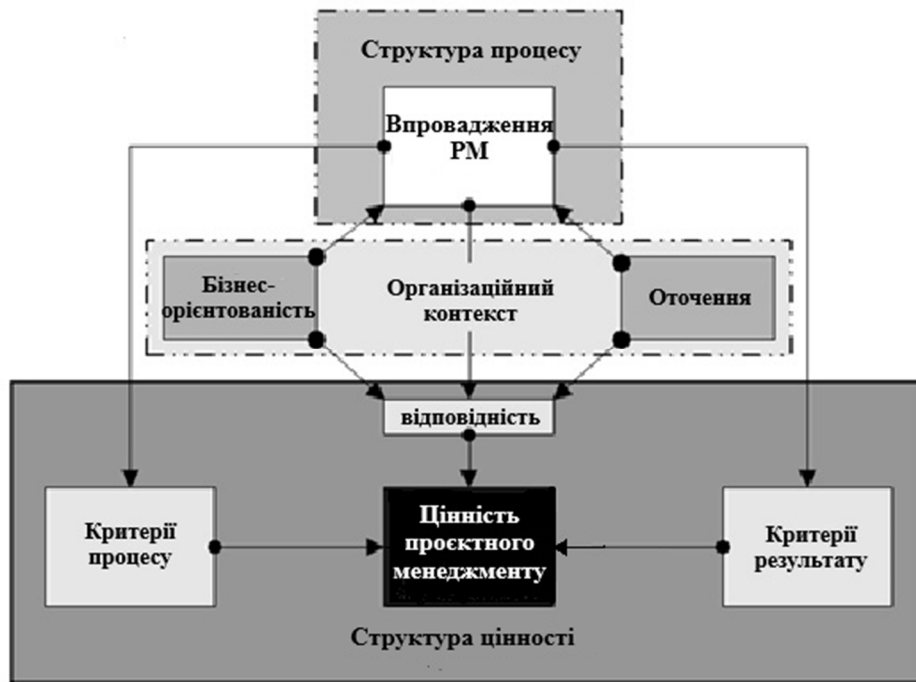 Структура процесу
Впровадження
PM
Бізнес-
орієнтованість
Організаційний
контекст
Оточення
відповідність
Критерії
процесу
Цінність
проєктного
менеджменту
Критерії
результату
Структура цінності